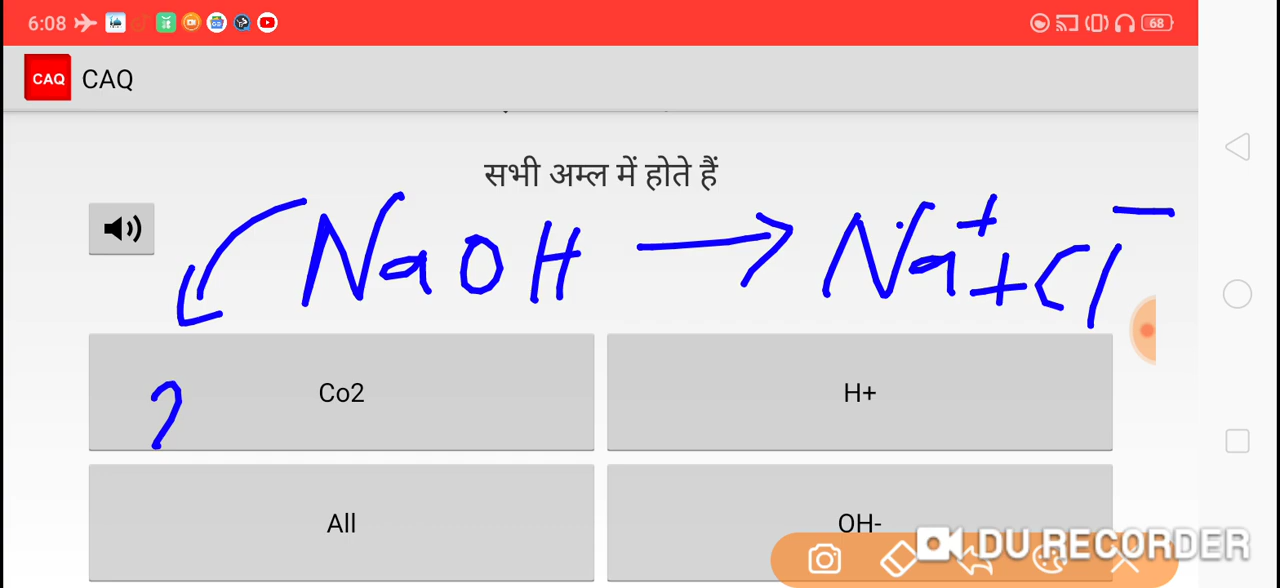 6:08 68
CAQ CAQ
सभी अम्ल में होते हैं
NaOH → Na⁺ + Cl⁻
Co2 H+
All OH-
DU RECORDER